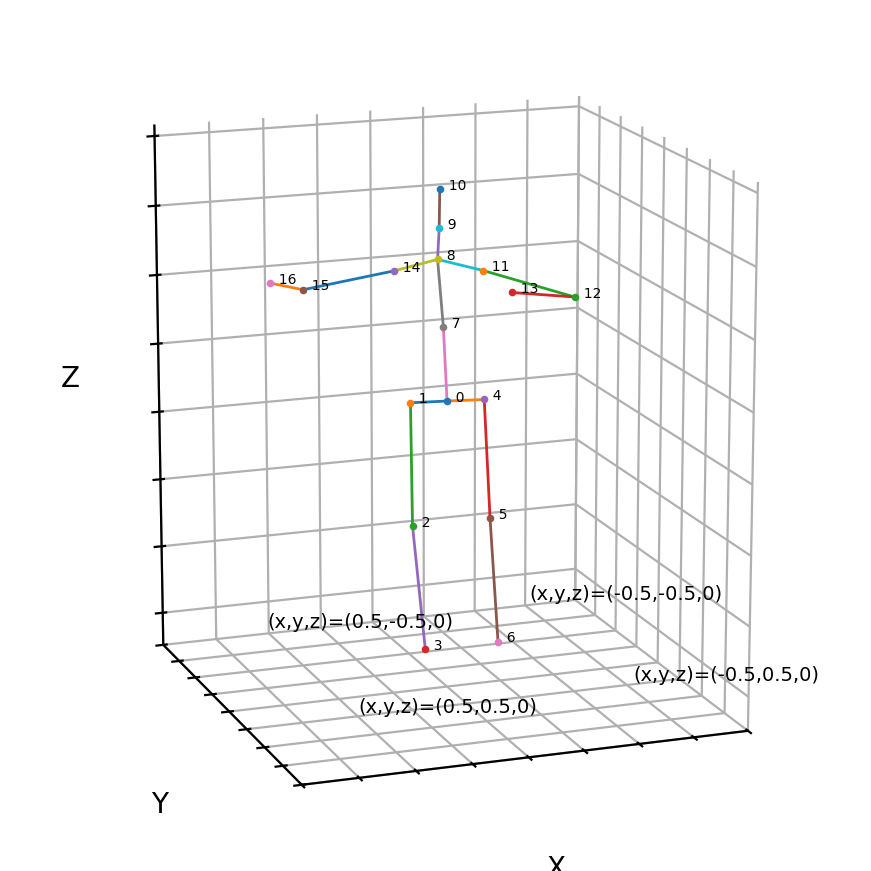 10
9
8
16
15
14
11
13
12
7
Z
1
0
4
2
5
(x,y,z)=(-0.5,-0.5,0)
(x,y,z)=(0.5,-0.5,0)
3
6
(x,y,z)=(-0.5,0.5,0)
(x,y,z)=(0.5,0.5,0)
Y
X